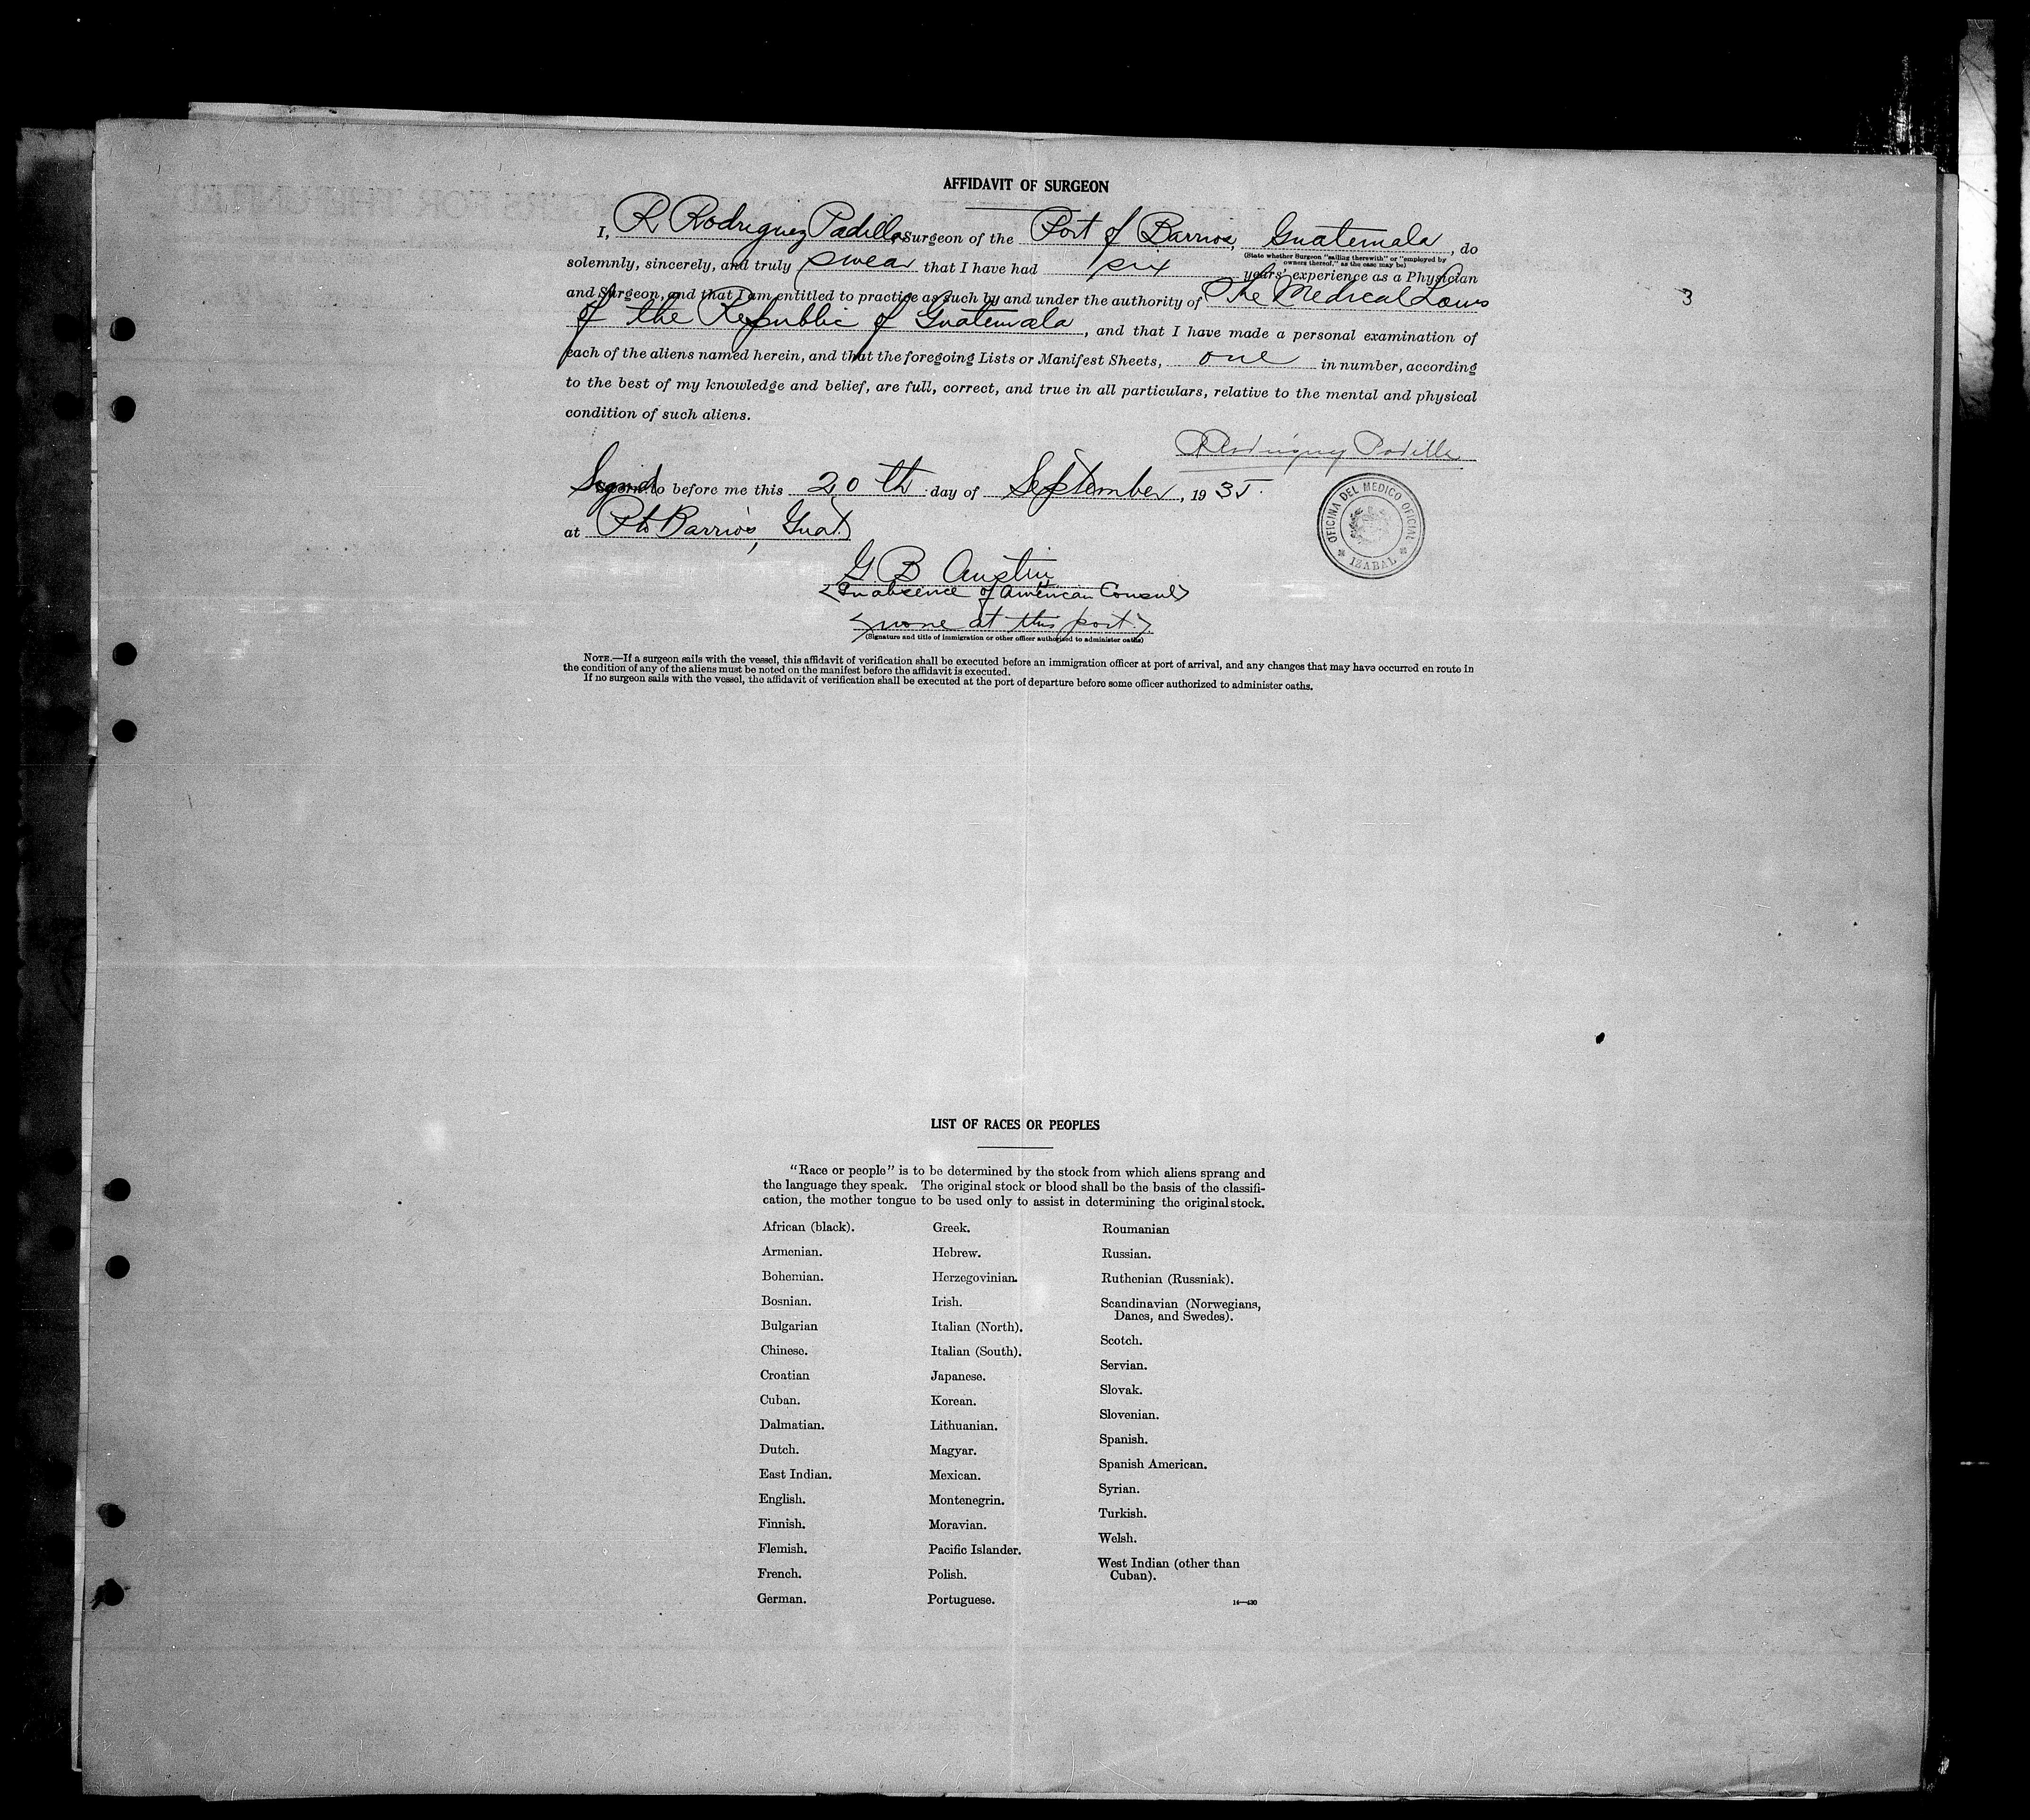 AFFIDAVIT OF SURGEON
I, R. Rodriguez Padilla, Surgeon of the Port of Barrios, Guatemala, do
(State whether Surgeon "sailing therewith" or "employed by
owners thereof," as the case may be)
solemnly, sincerely, and truly swear that I have had six years' experience as a Physician
and Surgeon, and that I am entitled to practice as such by and under the authority of The Medical Laws
of the Republic of Guatemala, and that I have made a personal examination of
each of the aliens named herein, and that the foregoing Lists or Manifest Sheets, one in number, according
to the best of my knowledge and belief, are full, correct, and true in all particulars, relative to the mental and physical
condition of such aliens.
3
R Rodriguez Padilla
Signed to before me this 20th day of September, 1935.
at Pto Barrios, Guat.
OFICINA DEL MEDICO OFICIAL
IZABAL
G. B. Austin
(In absence of American Consul)
(none at this port.)
(Signature and title of immigration or other officer authorized to administer oaths)
NOTE.—If a surgeon sails with the vessel, this affidavit of verification shall be executed before an immigration officer at port of arrival, and any changes that may have occurred en route in
the condition of any of the aliens must be noted on the manifest before the affidavit is executed.
If no surgeon sails with the vessel, the affidavit of verification shall be executed at the port of departure before some officer authorized to administer oaths.
LIST OF RACES OR PEOPLES
"Race or people" is to be determined by the stock from which aliens sprang and
the language they speak. The original stock or blood shall be the basis of the classifi-
cation, the mother tongue to be used only to assist in determining the original stock.
African (black).
Armenian.
Bohemian.
Bosnian.
Bulgarian
Chinese.
Croatian
Cuban.
Dalmatian.
Dutch.
East Indian.
English.
Finnish.
Flemish.
French.
German.
Greek.
Hebrew.
Herzegovinian.
Irish.
Italian (North).
Italian (South).
Japanese.
Korean.
Lithuanian.
Magyar.
Mexican.
Montenegrin.
Moravian.
Pacific Islander.
Polish.
Portuguese.
Roumanian
Russian.
Ruthenian (Russniak).
Scandinavian (Norwegians,
Danes, and Swedes).
Scotch.
Servian.
Slovak.
Slovenian.
Spanish.
Spanish American.
Syrian.
Turkish.
Welsh.
West Indian (other than
Cuban).
14—430